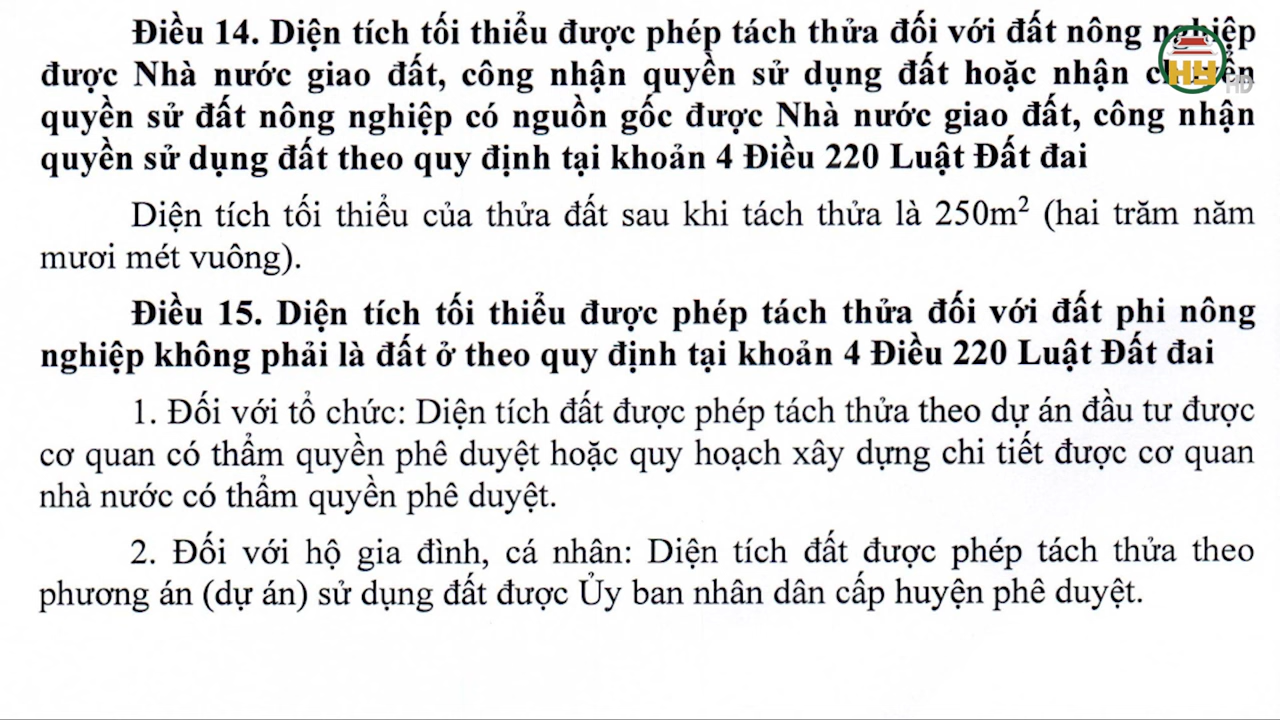 Điều 14. Diện tích tối thiểu được phép tách thửa đối với đất nông nghiệp
được Nhà nước giao đất, công nhận quyền sử dụng đất hoặc nhận
quyền sử đất nông nghiệp có nguồn gốc được Nhà nước giao đất, công nhận
quyền sử dụng đất theo quy định tại khoản 4 Điều 220 Luật Đất đai
Diện tích tối thiểu của thửa đất sau khi tách thửa là 250m² (hai trăm năm
mươi mét vuông).
Điều 15. Diện tích tối thiểu được phép tách thửa đối với đất phi nông
nghiệp không phải là đất ở theo quy định tại khoản 4 Điều 220 Luật Đất đai
1. Đối với tổ chức: Diện tích đất được phép tách thửa theo dự án đầu tư được
cơ quan có thẩm quyền phê duyệt hoặc quy hoạch xây dựng chi tiết được cơ quan
nhà nước có thẩm quyền phê duyệt.
2. Đối với hộ gia đình, cá nhân: Diện tích đất được phép tách thửa theo
phương án (dự án) sử dụng đất được Ủy ban nhân dân cấp huyện phê duyệt.
HY
HD